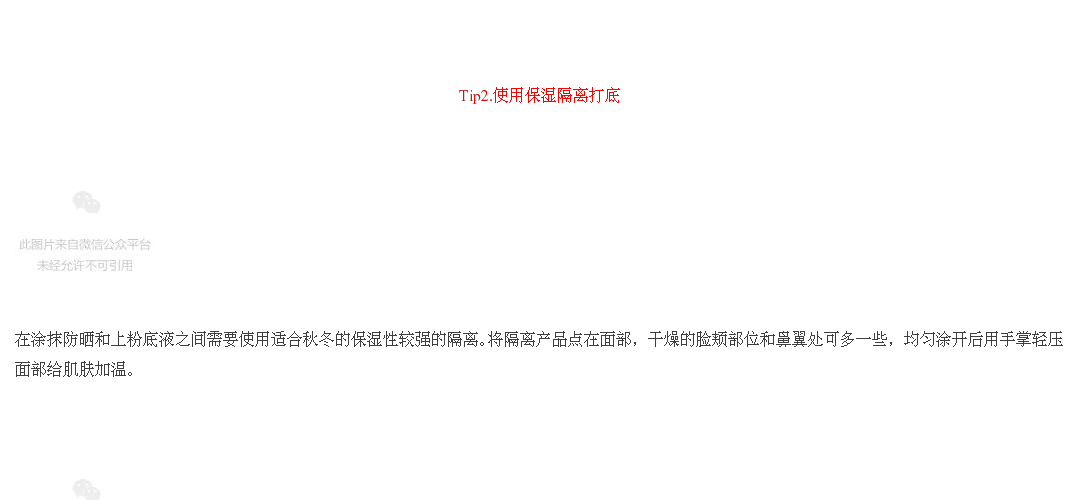 Tip2.使用保湿隔离打底
此图片来自微信公众平台
未经允许不可引用
在涂抹防晒和上粉底液之间需要使用适合秋冬的保湿性较强的隔离。将隔离产品点在面部，干燥的脸颊部位和鼻翼处可多一些，均匀涂开后用手掌轻压
面部给肌肤加温。